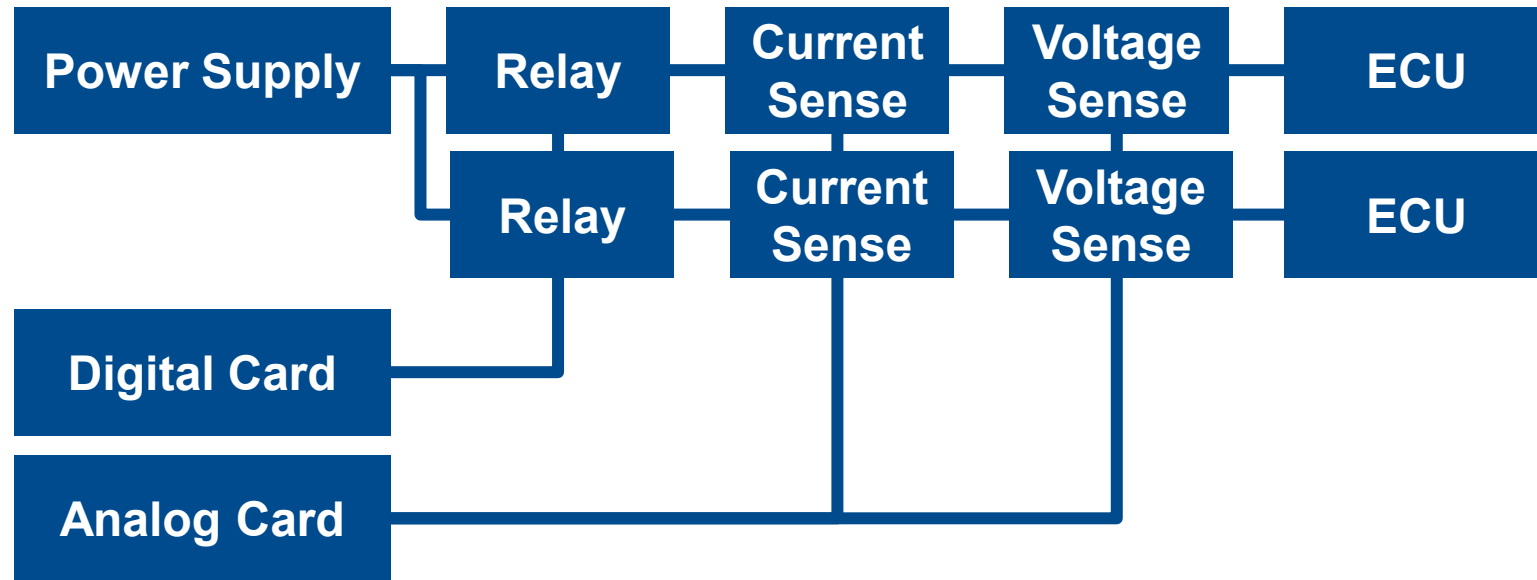 Power Supply
Relay
Current
Sense
Voltage
Sense
ECU
Relay
Current
Sense
Voltage
Sense
ECU
Digital Card
Analog Card